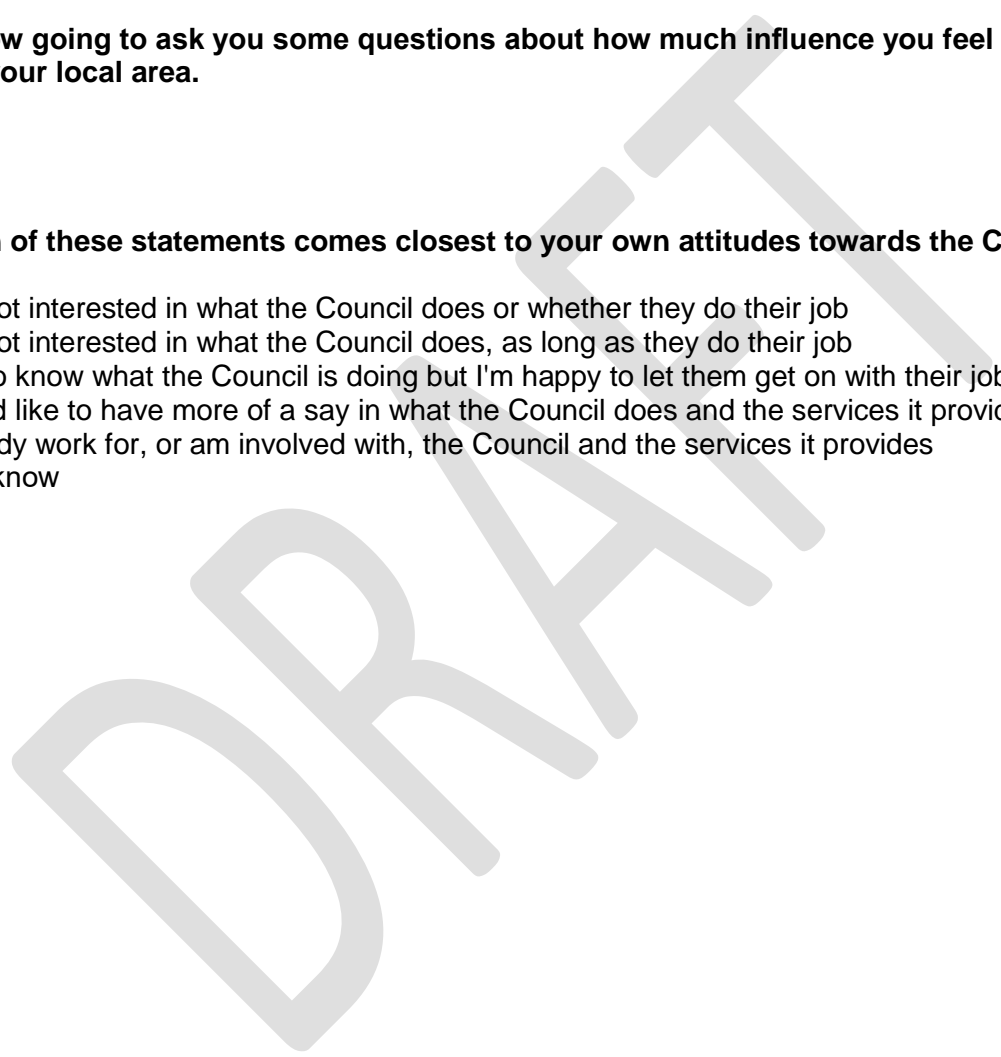 w going to ask you some questions about how much influence you feel
our local area.
of these statements comes closest to your own attitudes towards the C
ot interested in what the Council does or whether they do their job
ot interested in what the Council does, as long as they do their job
o know what the Council is doing but I'm happy to let them get on with their job
d like to have more of a say in what the Council does and the services it provid
dy work for, or am involved with, the Council and the services it provides
know
DRAFT